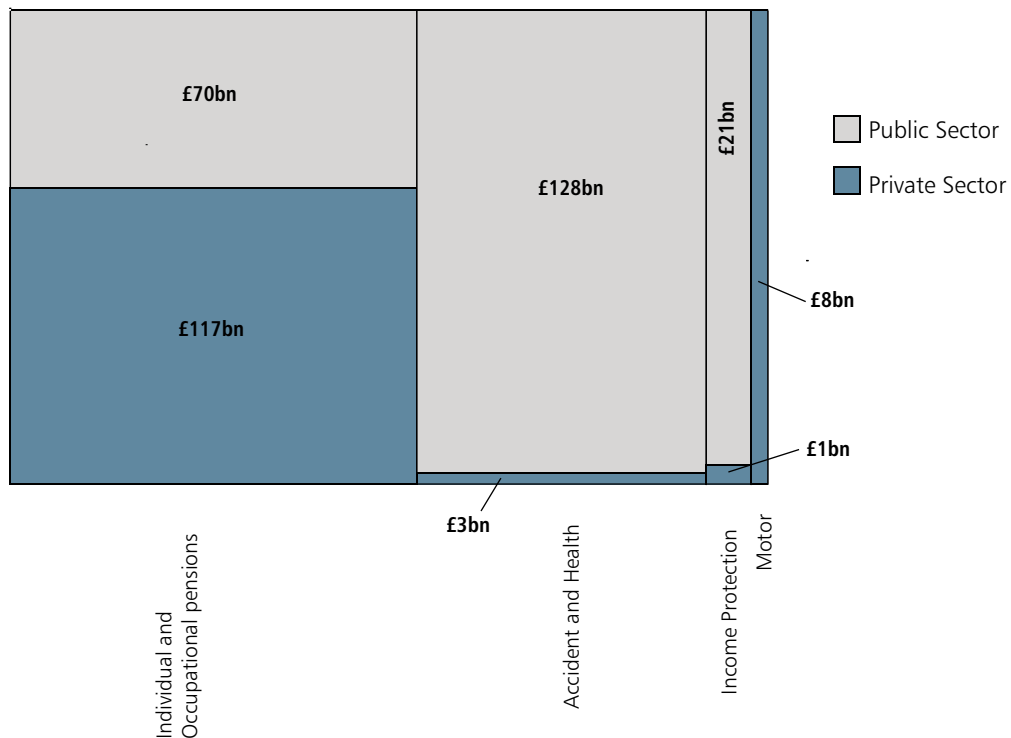 £70bn
£117bn
£128bn
£3bn
£21bn
£1bn
£8bn
Public Sector
Private Sector
Individual and
Occupational pensions
Accident and Health
Income Protection
Motor